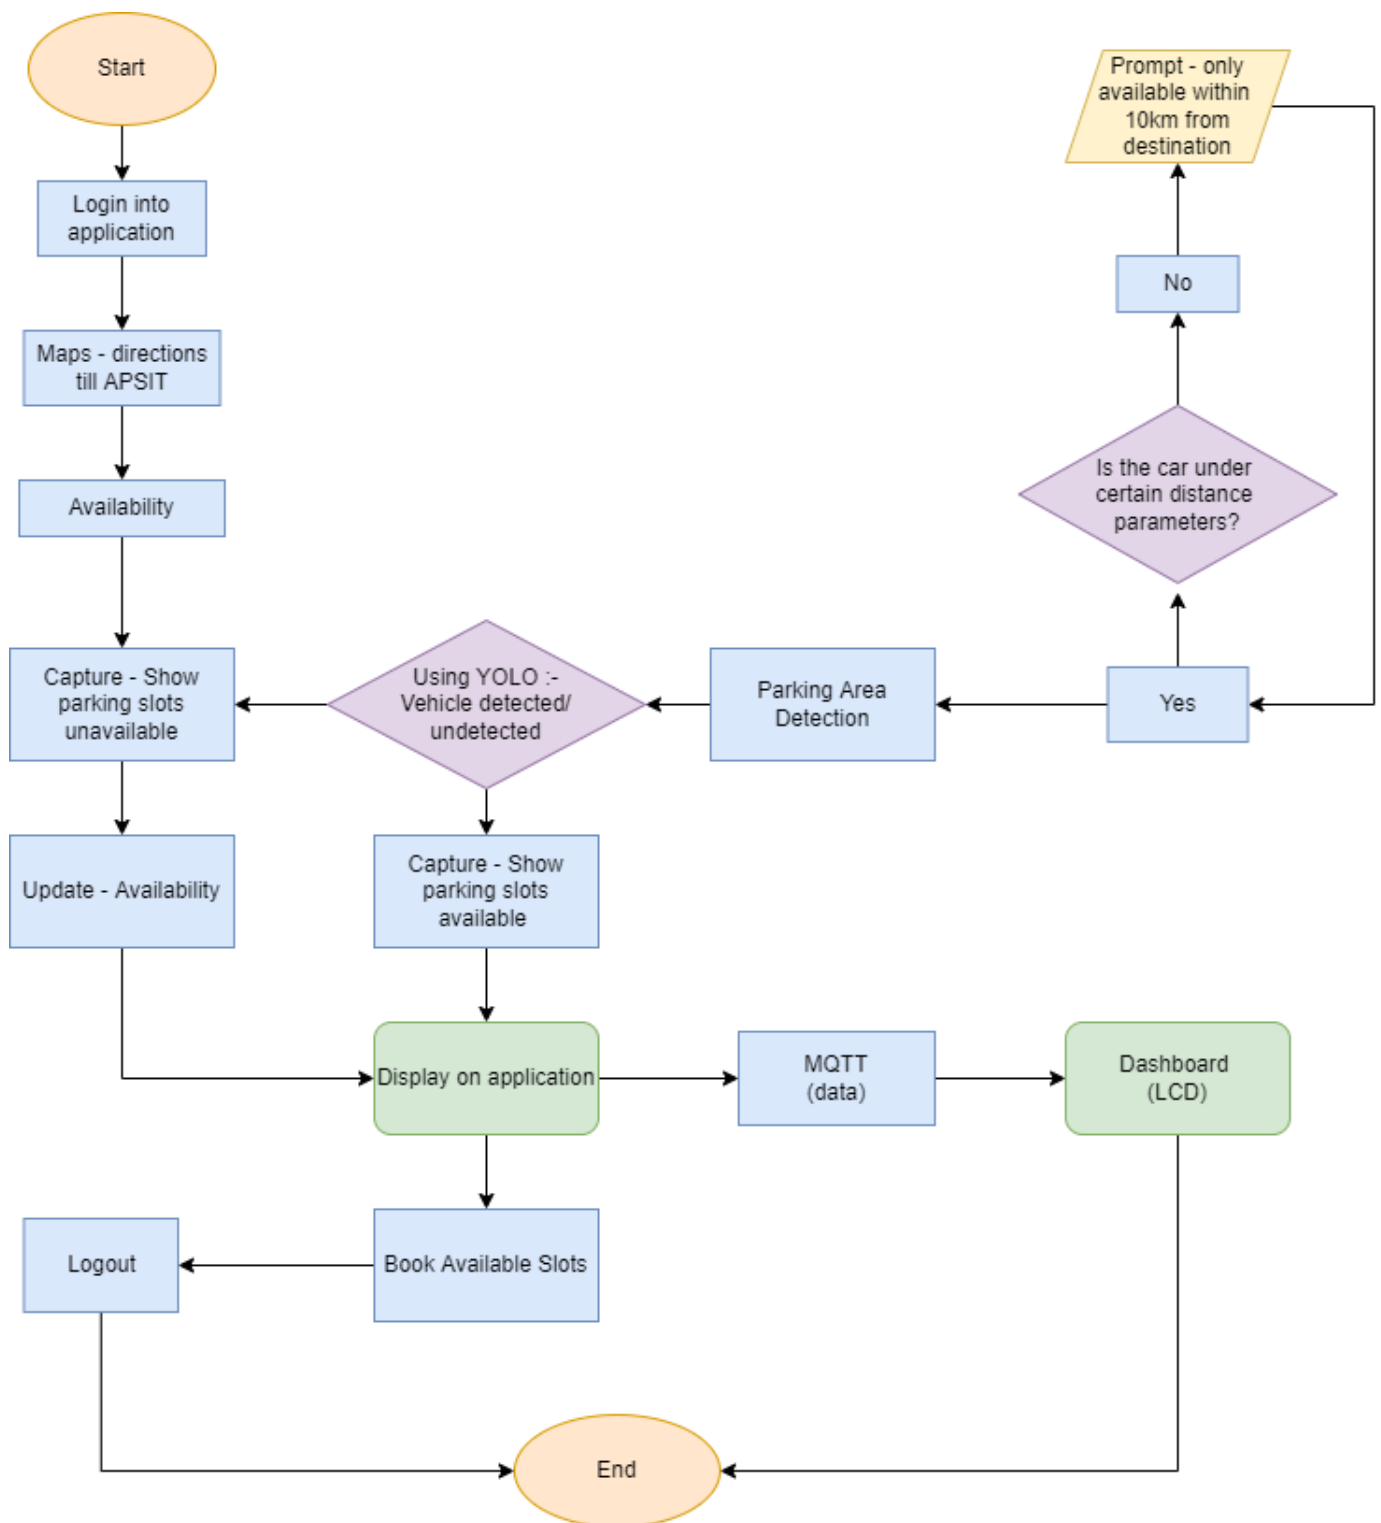 Start
Prompt - only
available within
10km from
destination
Login into
application
No
Maps - directions
till APSIT
Is the car under
certain distance
parameters?
Availability
Capture - Show
parking slots
unavailable
Using YOLO :-
Vehicle detected/
undetected
Parking Area
Detection
Yes
Update - Availability
Capture - Show
parking slots
available
Display on application
MQTT
(data)
Dashboard
(LCD)
Logout
Book Available Slots
End